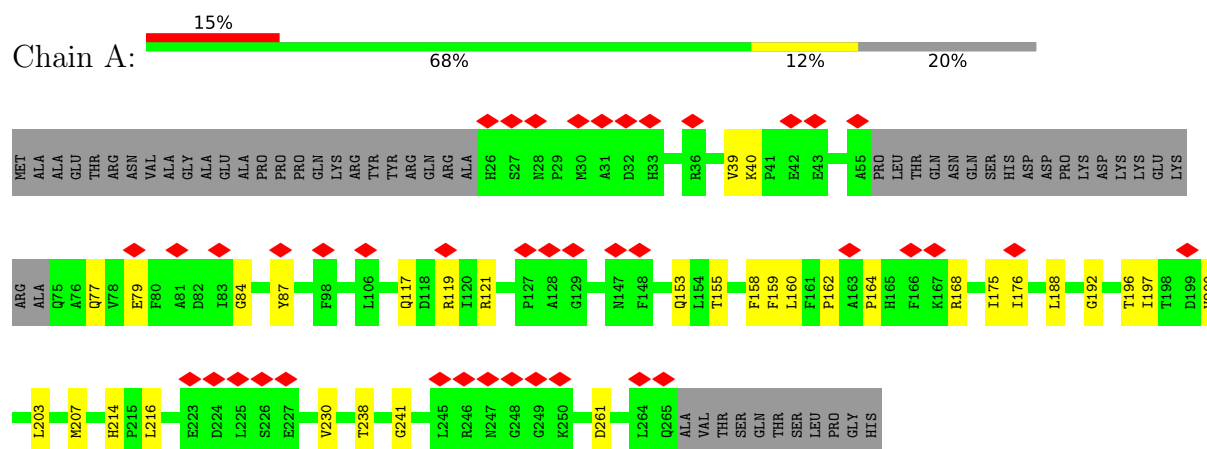 15%
Chain A:
68% 12% 20%
MET ALA ALA GLU THR ARG ASN VAL ALA GLY ALA GLU ALA PRO PRO PRO GLN LYS ARG TYR TYR ARG GLN ARG ALA H26 S27 N28 P29 M30 A31 D32 H33 R36 V39 K40 P41 E42 E43 A55 PRO LEU THR GLN ASN GLN SER HIS ASP ASP PRO LYS ASP LYS LYS GLU LYS
ARG ALA Q75 A76 Q77 V78 E79 F80 A81 D82 I83 G84 Y87 F98 L106 Q117 D118 R119 I120 R121 P127 A128 G129 N147 F148 Q153 L154 T155 F158 F159 L160 F161 P162 A163 P164 H165 F166 K167 R168 I175 I176 L188 G192 T196 I197 T198 D199
L203 M207 H214 P215 L216 E223 D224 L225 S226 E227 V230 T238 G241 L245 R246 N247 G248 G249 K250 D261 L264 Q265 ALA VAL THR SER GLN THR SER LEU PRO GLY HIS